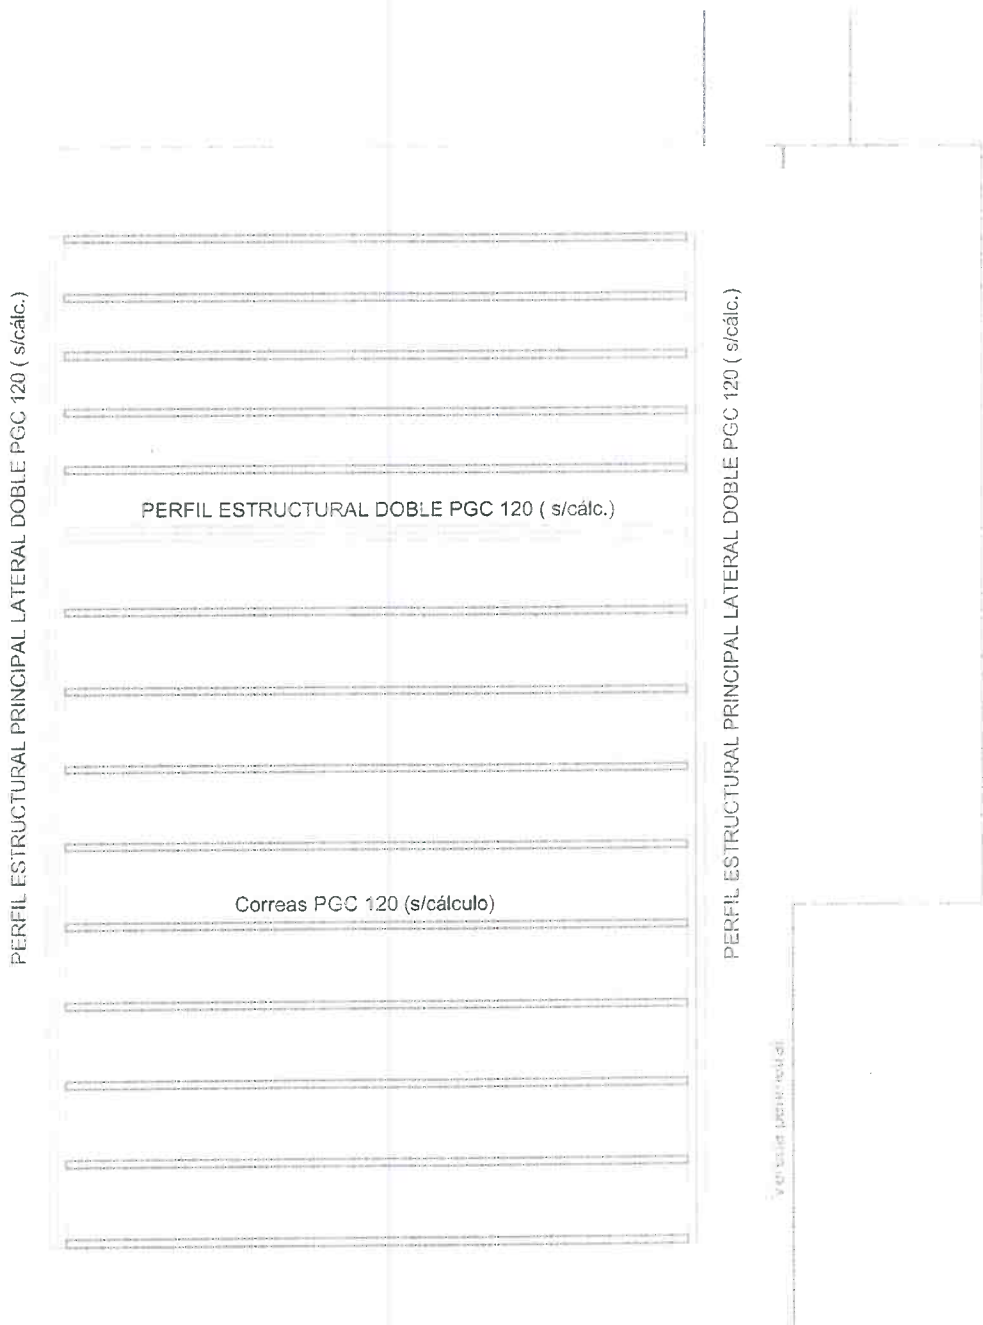 PERFIL ESTRUCTURAL PRINCIPAL LATERAL DOBLE PGC 120 ( s/cálc.)
PERFIL ESTRUCTURAL DOBLE PGC 120 ( s/cálc.)
Correas PGC 120 (s/cálculo)
PERFIL ESTRUCTURAL PRINCIPAL LATERAL DOBLE PGC 120 ( s/cálc.)